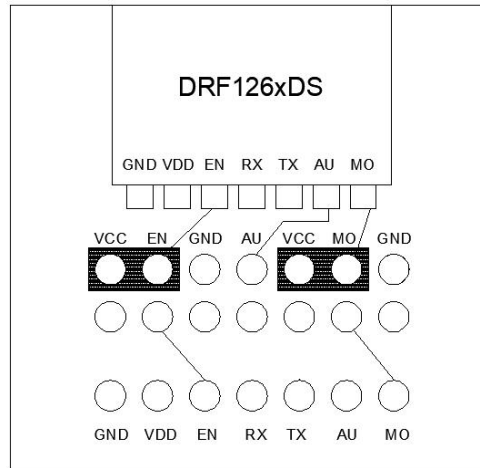 DRF126xDS
GND VDD EN RX TX AU MO
VCC EN GND AU VCC MO GND
GND VDD EN RX TX AU MO